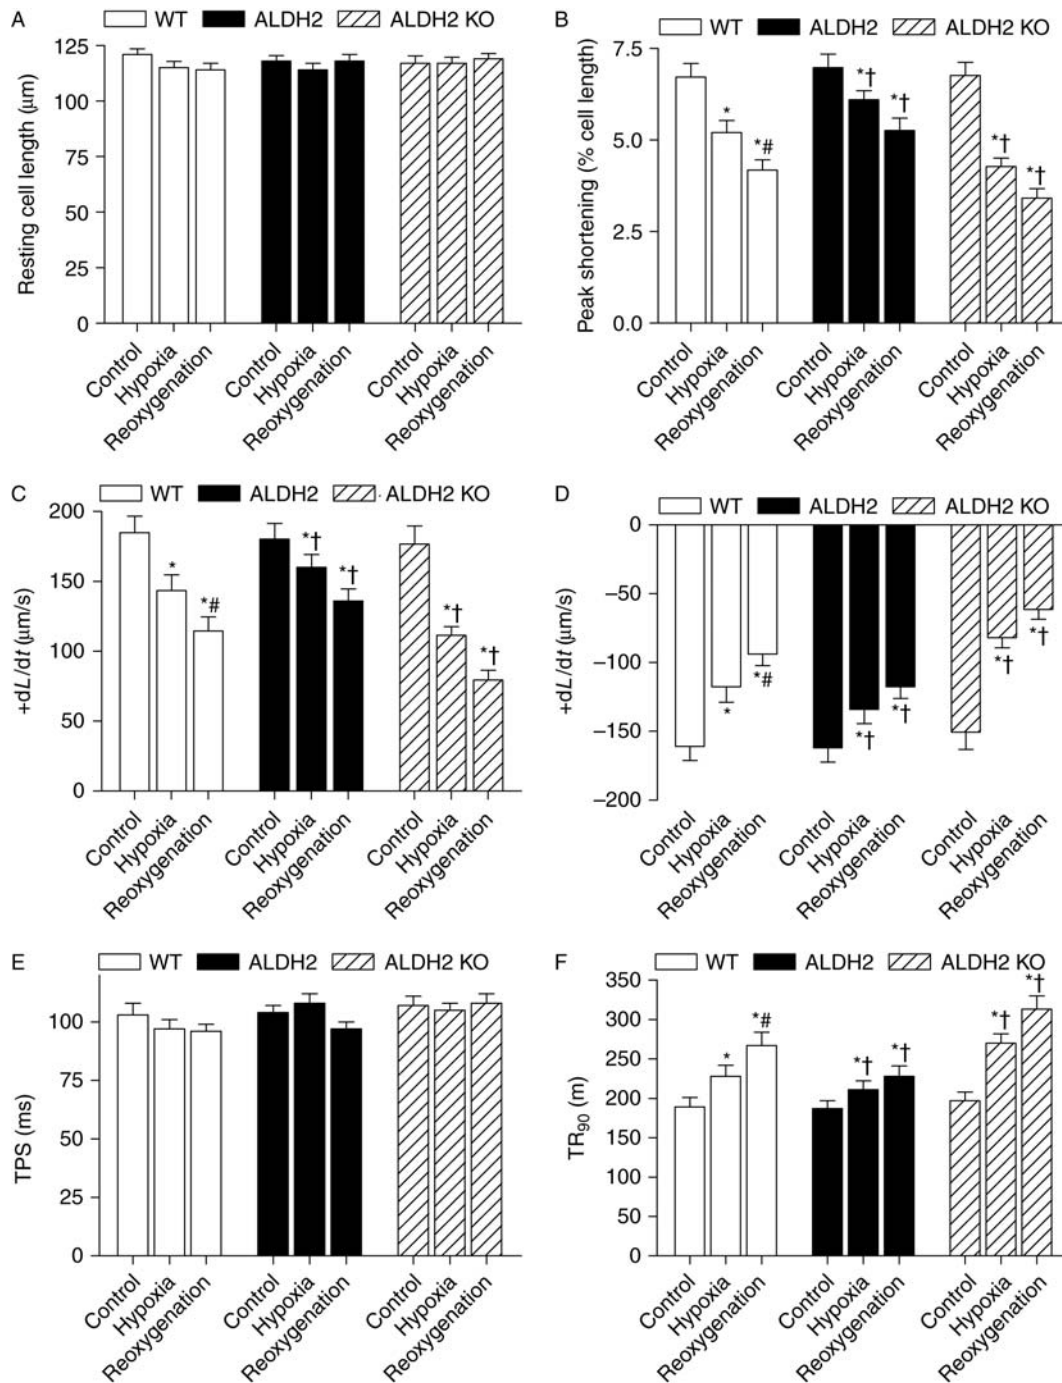 A WT ALDH2 ALDH2 KO
Resting cell length (μm)
125
100
75
50
25
0
Control
Hypoxia
Reoxygenation
Control
Hypoxia
Reoxygenation
Control
Hypoxia
Reoxygenation
B WT ALDH2 ALDH2 KO
Peak shortening (% cell length)
7.5
5.0
2.5
0.0
*
*#
*†
*†
*†
*†
Control
Hypoxia
Reoxygenation
Control
Hypoxia
Reoxygenation
Control
Hypoxia
Reoxygenation
C WT ALDH2 ALDH2 KO
+dL/dt (μm/s)
200
150
100
50
0
*
*#
*†
*†
*†
*†
Control
Hypoxia
Reoxygenation
Control
Hypoxia
Reoxygenation
Control
Hypoxia
Reoxygenation
D WT ALDH2 ALDH2 KO
+dL/dt (μm/s)
0
−50
−100
−150
−200
*
*#
*†
*†
*†
*†
Control
Hypoxia
Reoxygenation
Control
Hypoxia
Reoxygenation
Control
Hypoxia
Reoxygenation
E WT ALDH2 ALDH2 KO
TPS (ms)
100
75
50
25
0
Control
Hypoxia
Reoxygenation
Control
Hypoxia
Reoxygenation
Control
Hypoxia
Reoxygenation
F WT ALDH2 ALDH2 KO
TR90 (m)
350
300
250
200
150
100
50
0
*
*#
*†
*†
*†
*†
Control
Hypoxia
Reoxygenation
Control
Hypoxia
Reoxygenation
Control
Hypoxia
Reoxygenation